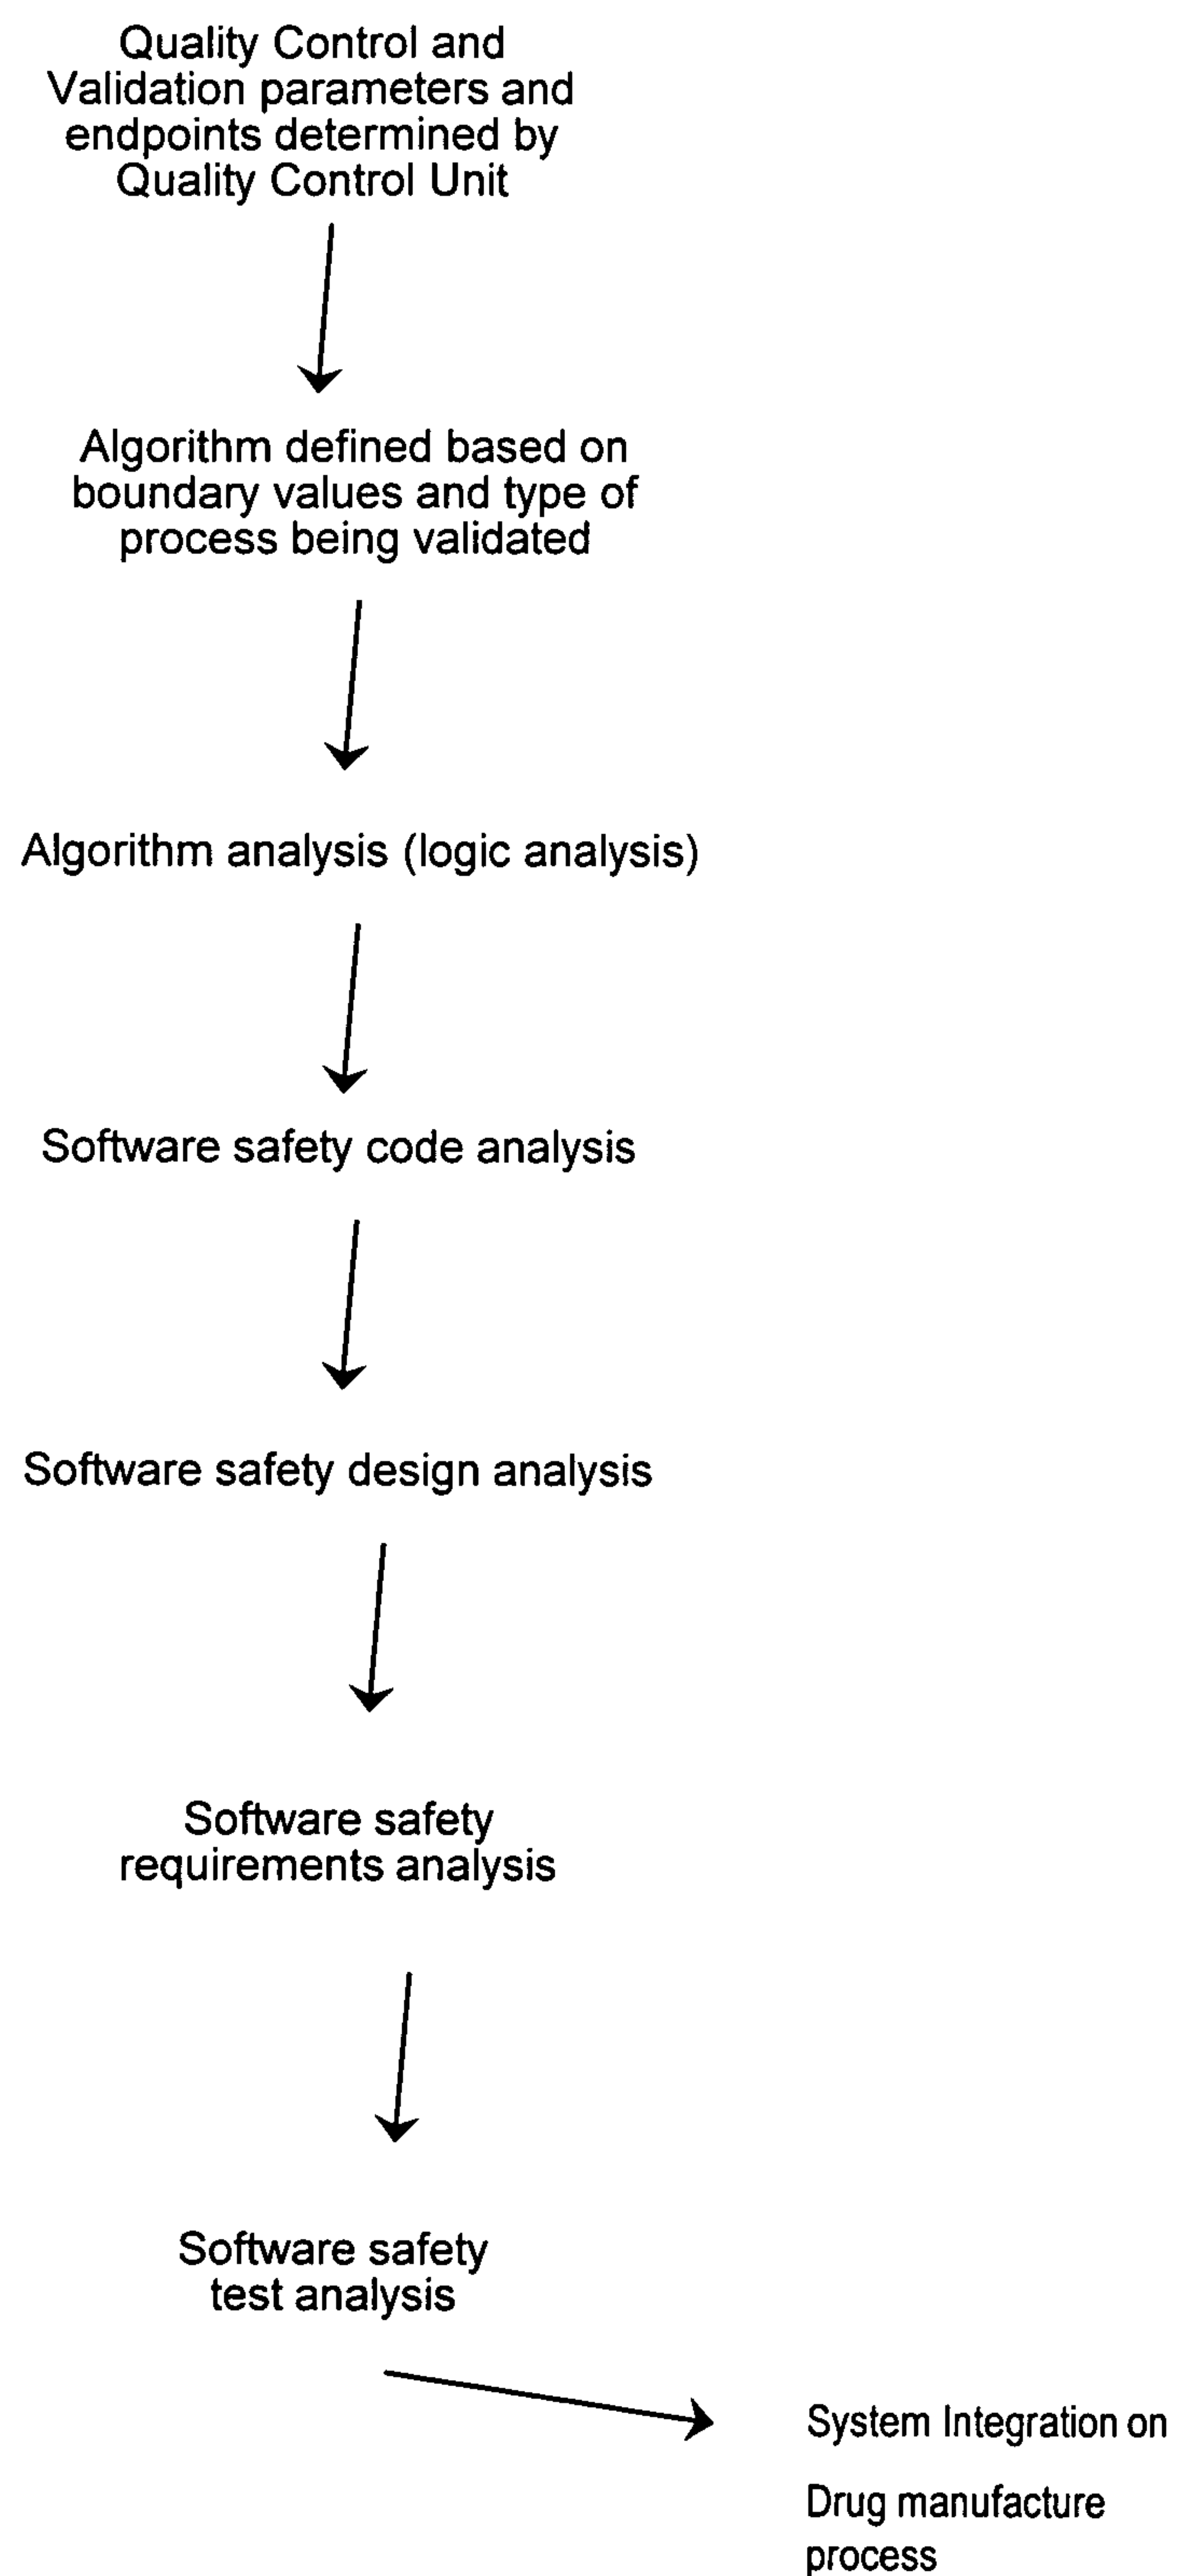 Quality Control and
Validation parameters and
endpoints determined by
Quality Control Unit
Algorithm defined based on
boundary values and type of
process being validated
Algorithm analysis (logic analysis)
Software safety code analysis
Software safety design analysis
Software safety
requirements analysis
Software safety
test analysis
System Integration on
Drug manufacture
process